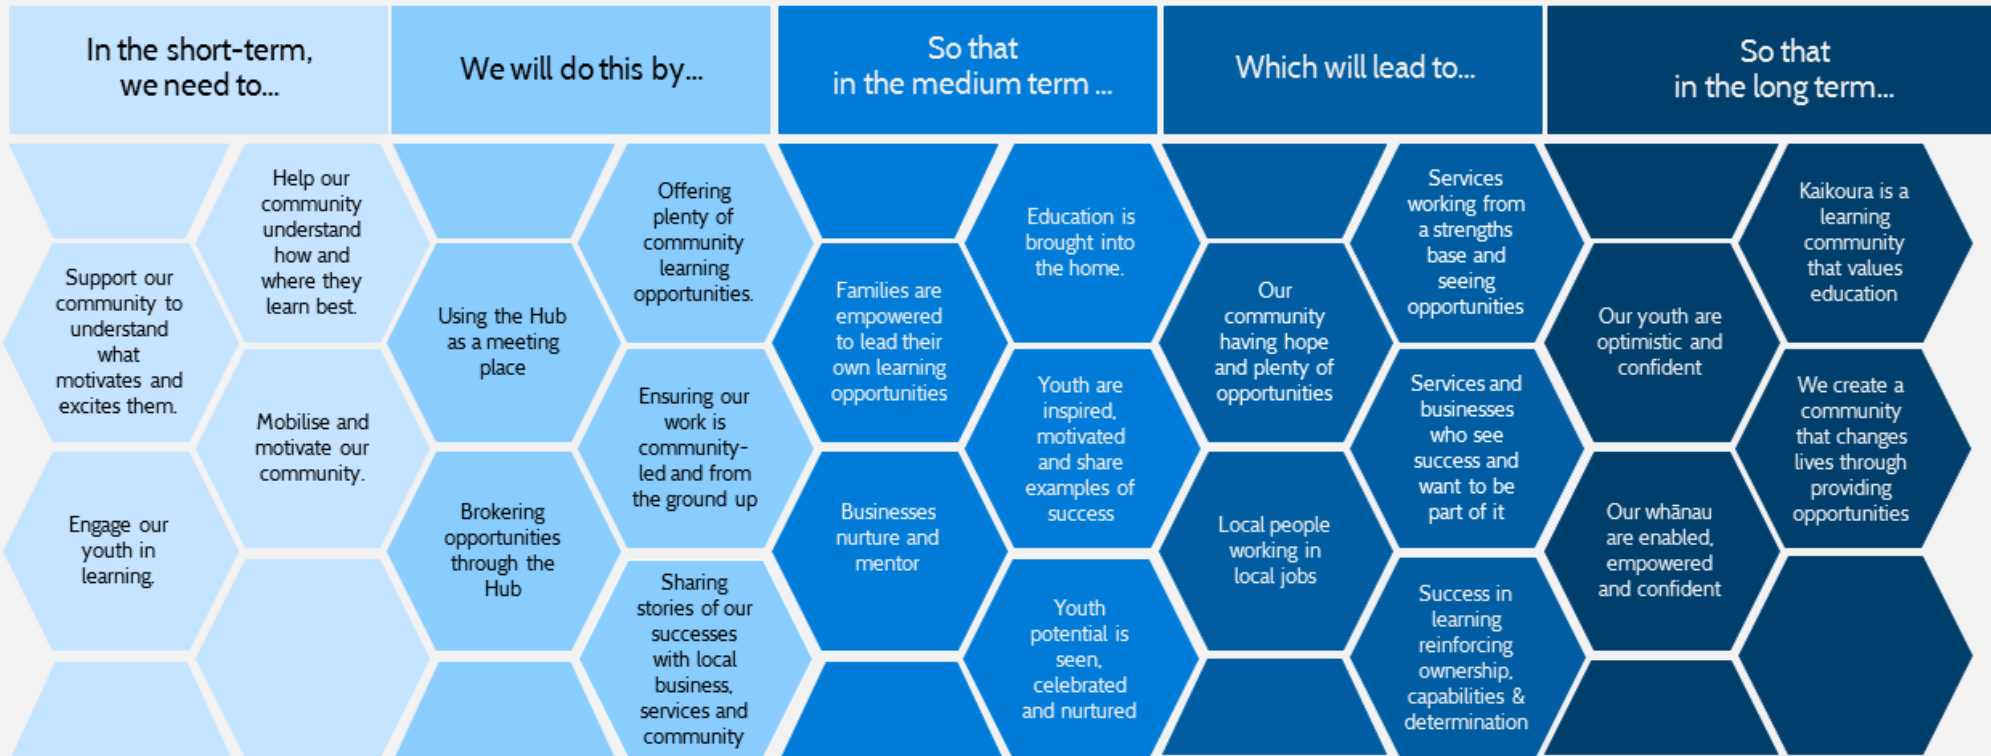 In the short-term,
we need to...
We will do this by...
So that
in the medium term ...
Which will lead to...
So that
in the long term...
Support our
community to
understand
what
motivates and
excites them.
Engage our
youth in
learning.
Help our
community
understand
how and
where they
learn best.
Mobilise and
motivate our
community.
Using the Hub
as a meeting
place
Brokering
opportunities
through the
Hub
Offering
plenty of
community
learning
opportunities.
Ensuring our
work is
community-
led and from
the ground up
Sharing
stories of our
successes
with local
business,
services and
community
Families are
empowered
to lead their
own learning
opportunities
Businesses
nurture and
mentor
Education is
brought into
the home.
Youth are
inspired,
motivated
and share
examples of
success
Youth
potential is
seen,
celebrated
and nurtured
Our
community
having hope
and plenty of
opportunities
Local people
working in
local jobs
Services
working from
a strengths
base and
seeing
opportunities
Services and
businesses
who see
success and
want to be
part of it
Success in
learning
reinforcing
ownership,
capabilities &
determination
Our youth are
optimistic and
confident
Our whānau
are enabled,
empowered
and confident
Kaikoura is a
learning
community
that values
education
We create a
community
that changes
lives through
providing
opportunities